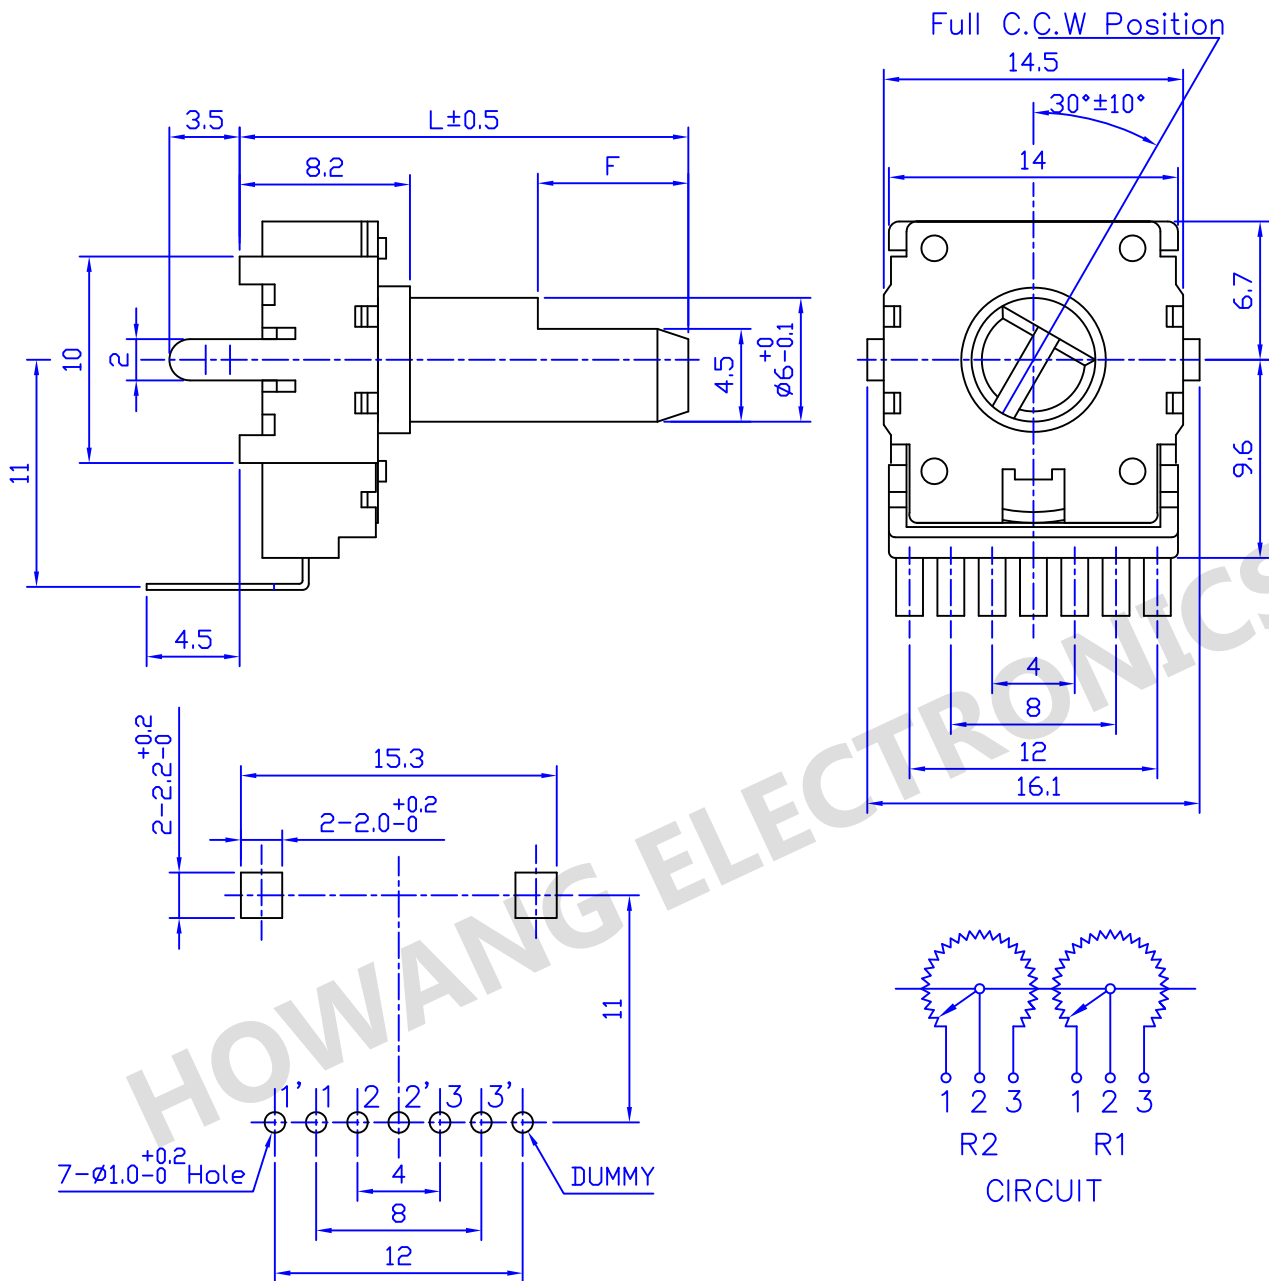 Full C.C.W Position
14.5
30°±10°
14
3.5
L±0.5
8.2
F
10
2
11
4.5
4.5
ø6+0-0.1
6.7
9.6
4
8
12
16.1
HOWANG ELECTRONICS
2-2.2+0.2-0
15.3
2-2.0+0.2-0
11
1' 1 2 2' 3 3'
7-ø1.0+0.2-0 Hole
DUMMY
4
8
12
1 2 3
1 2 3
R2
R1
CIRCUIT